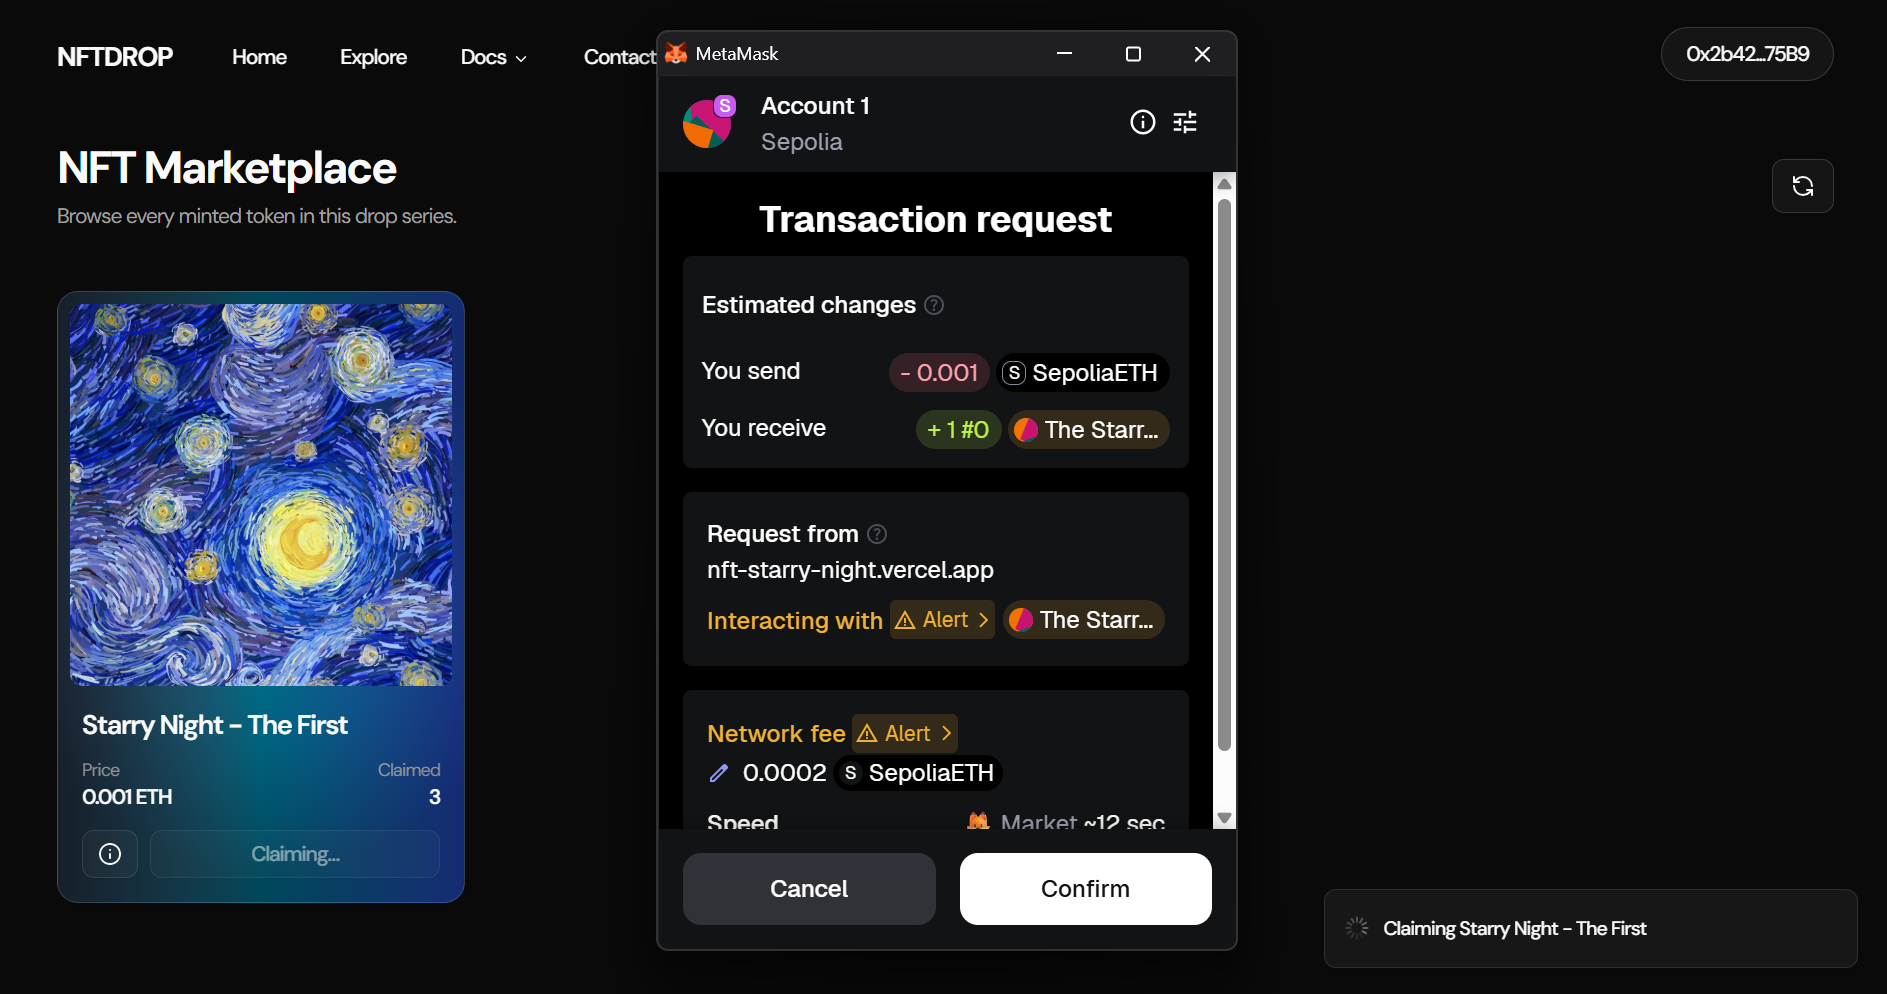 NFTDROP
Home
Explore
Docs
Contact
0x2b42...75B9
NFT Marketplace
Browse every minted token in this drop series.
Starry Night - The First
Price
Claimed
0.001 ETH
3
Claiming...
MetaMask
S
Account 1
Sepolia
Transaction request
Estimated changes
You send
- 0.001
S SepoliaETH
You receive
+ 1 #0
The Starr...
Request from
nft-starry-night.vercel.app
Interacting with
Alert
The Starr...
Network fee
Alert
0.0002
S SepoliaETH
Speed
Market ~12 sec
Cancel
Confirm
Claiming Starry Night - The First